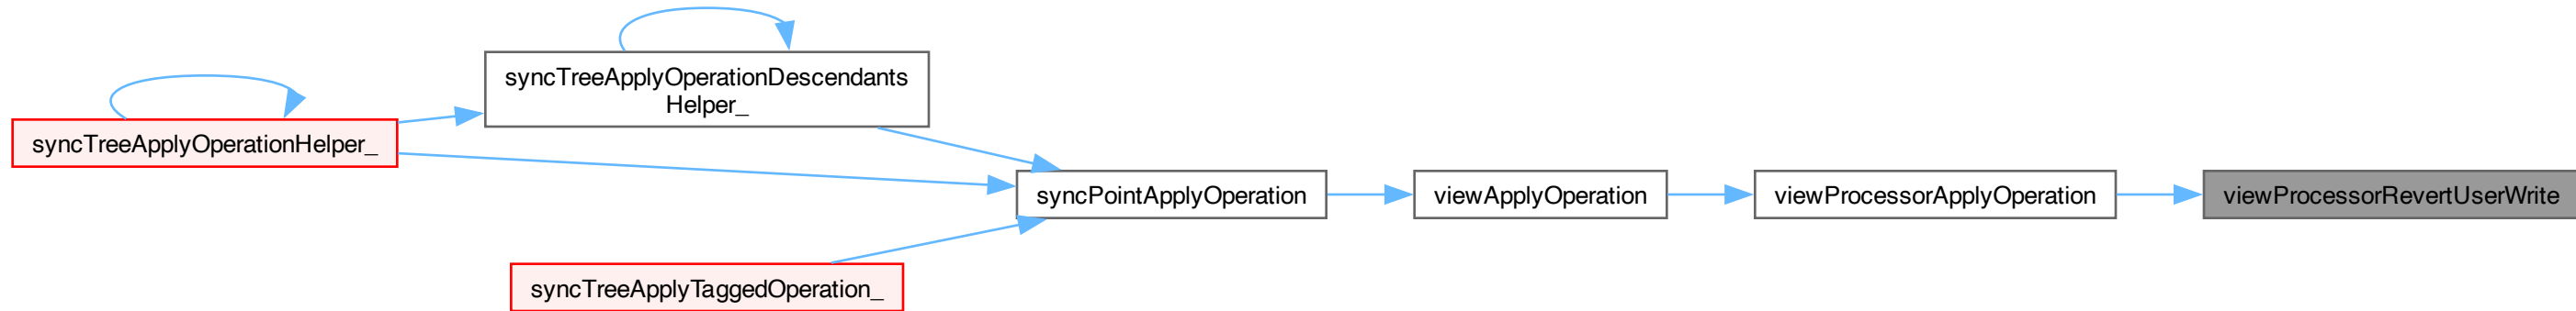 syncTreeApplyOperationDescendants
Helper_
syncTreeApplyOperationHelper_
syncPointApplyOperation
viewApplyOperation
viewProcessorApplyOperation
viewProcessorRevertUserWrite
syncTreeApplyTaggedOperation_